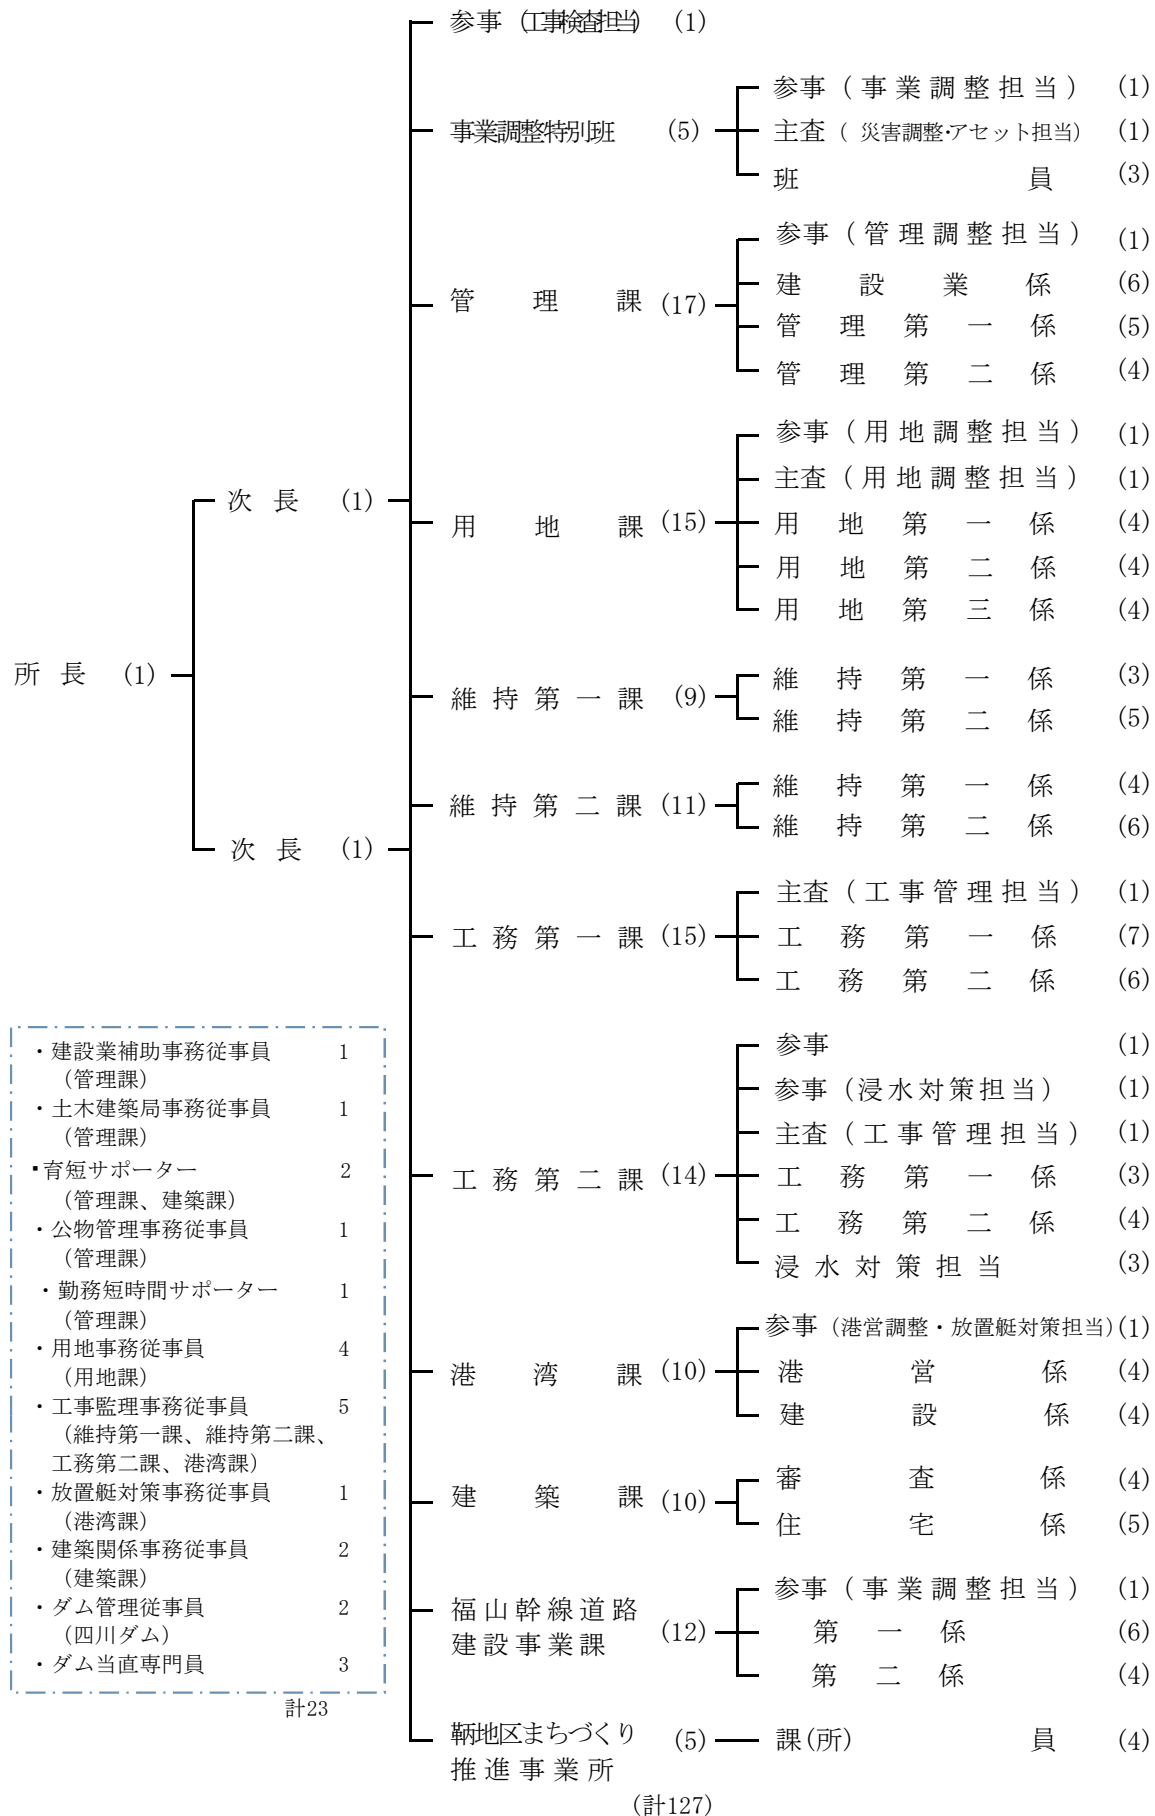 参事（工事検査担当） (1)
事業調整特別班 (5)
参事（事業調整担当） (1)
主査（災害調整・アセット担当） (1)
班員 (3)
管理課 (17)
参事（管理調整担当） (1)
建設業係 (6)
管理第一係 (5)
管理第二係 (4)
用地課 (15)
参事（用地調整担当） (1)
主査（用地調整担当） (1)
用地第一係 (4)
用地第二係 (4)
用地第三係 (4)
次長 (1)
所長 (1)
次長 (1)
維持第一課 (9)
維持第一係 (3)
維持第二係 (5)
維持第二課 (11)
維持第一係 (4)
維持第二係 (6)
工務第一課 (15)
主査（工事管理担当） (1)
工務第一係 (7)
工務第二係 (6)
工務第二課 (14)
参事 (1)
参事（浸水対策担当） (1)
主査（工事管理担当） (1)
工務第一係 (3)
工務第二係 (4)
浸水対策担当 (3)
港湾課 (10)
参事（港営調整・放置艇対策担当） (1)
港営係 (4)
建設係 (4)
建築課 (10)
審査係 (4)
住宅係 (5)
福山幹線道路
建設事業課 (12)
参事（事業調整担当） (1)
第一係 (6)
第二係 (4)
鞆地区まちづくり
推進事業所 (5)
課(所)員 (4)
(計127)
・建設業補助事務従事員 1
（管理課）
・土木建築局事務従事員 1
（管理課）
▪育短サポーター 2
（管理課、建築課）
・公物管理事務従事員 1
（管理課）
・勤務短時間サポーター 1
（管理課）
・用地事務従事員 4
（用地課）
・工事監理事務従事員 5
（維持第一課、維持第二課、
工務第二課、港湾課）
・放置艇対策事務従事員 1
（港湾課）
・建築関係事務従事員 2
（建築課）
・ダム管理従事員 2
（四川ダム）
・ダム当直専門員 3
計23